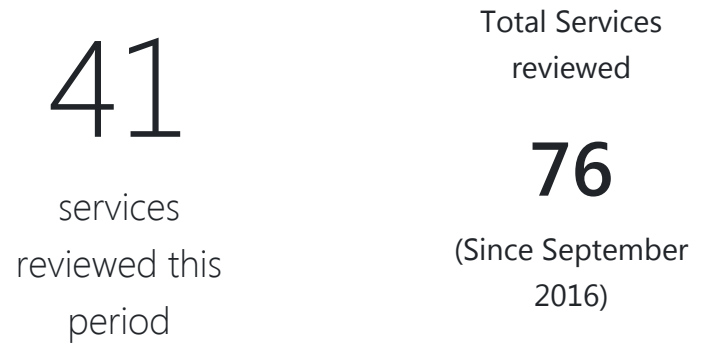 41
services
reviewed this
period
Total Services
reviewed
76
(Since September
2016)